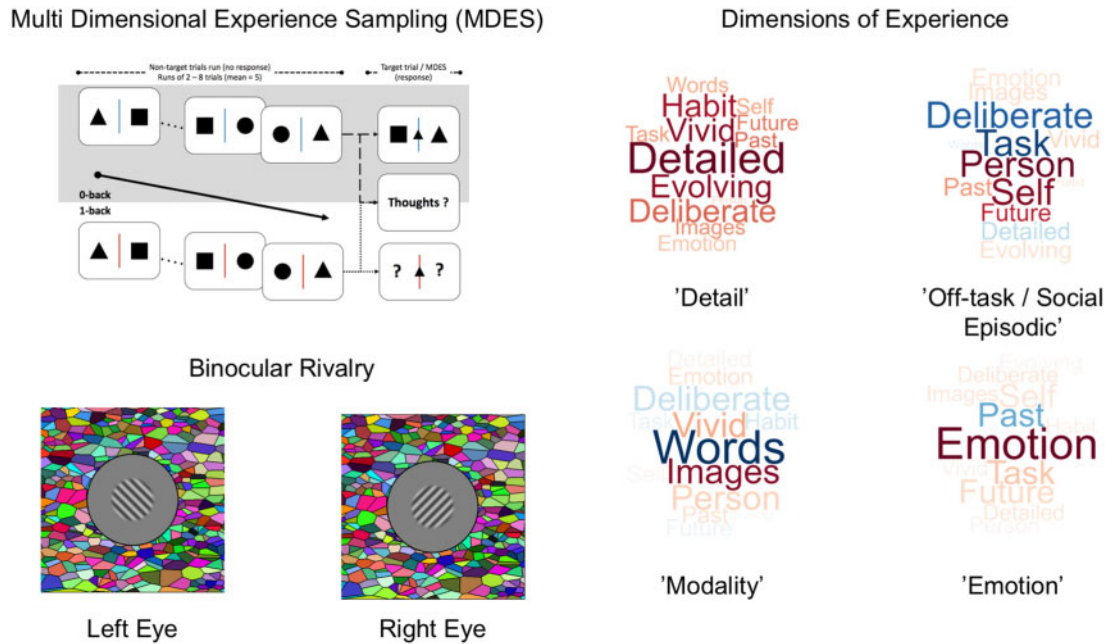 Multi Dimensional Experience Sampling (MDES)
Non-target trials run (no response)
Runs of 2 – 8 trials (mean = 5)
Target trial / MDES
(response)
0-back
1-back
Thoughts ?
? ?
Binocular Rivalry
Left Eye
Right Eye
Dimensions of Experience
Words
Habit Self
Vivid Future
Task Past
Detailed
Evolving
Deliberate
Images
Emotion
'Detail'
Emotion
Images
Deliberate
Task Vivid
Person
Past Self
Future
Detailed
Evolving
'Off-task / Social
Episodic'
Detailed
Emotion
Deliberate
Task Vivid Habit
Words
Images
Person
Past
Future
'Modality'
Evolving
Deliberate
Images Self
Past
Habit
Emotion
Vivid Task
Future
Detailed
Person
'Emotion'